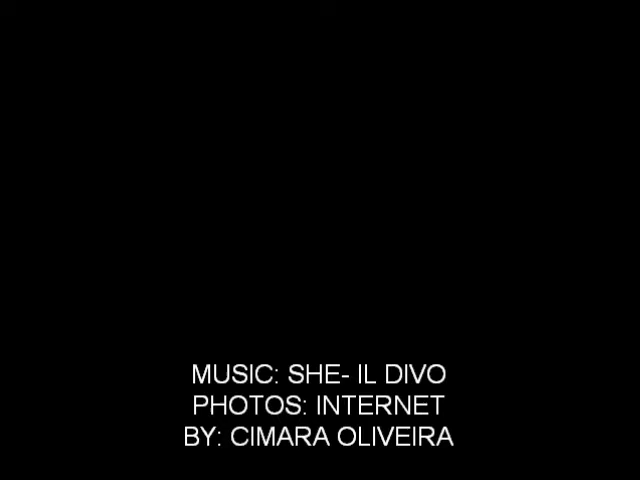 MUSIC: SHE- IL DIVO
PHOTOS: INTERNET
BY: CIMARA OLIVEIRA